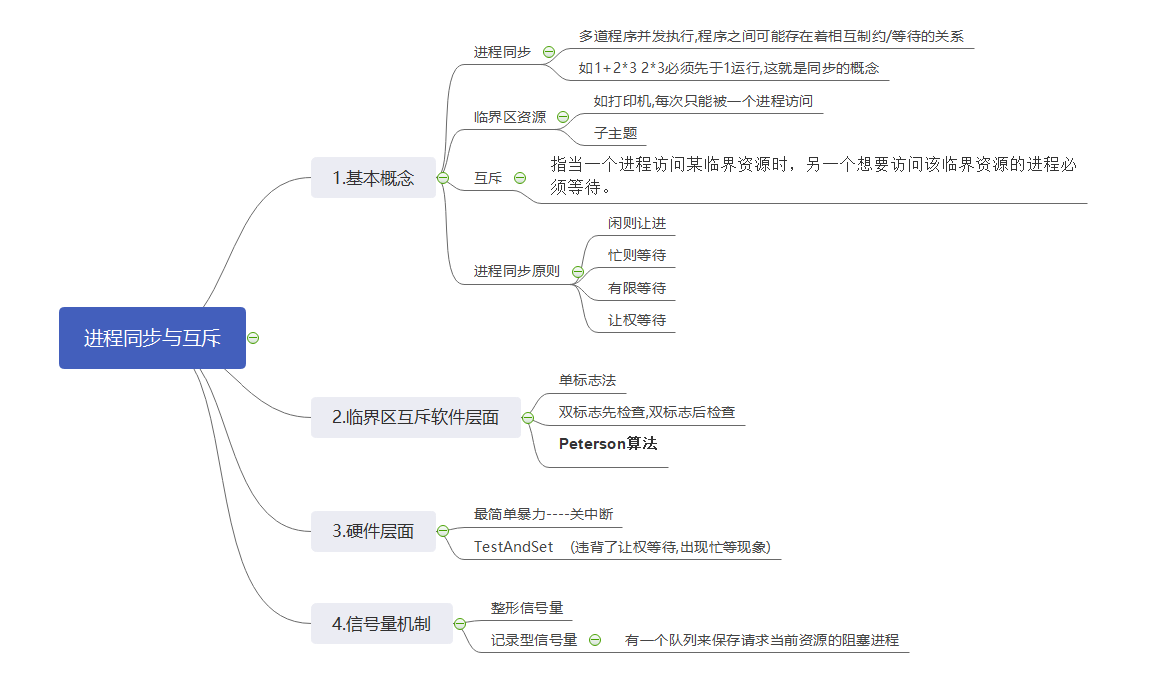 进程同步与互斥
1.基本概念
进程同步
多道程序并发执行,程序之间可能存在着相互制约/等待的关系
如1+2*3 2*3必须先于1运行,这就是同步的概念
临界区资源
如打印机,每次只能被一个进程访问
子主题
互斥
指当一个进程访问某临界资源时，另一个想要访问该临界资源的进程必
须等待。
进程同步原则
闲则让进
忙则等待
有限等待
让权等待
2.临界区互斥软件层面
单标志法
双标志先检查,双标志后检查
Peterson算法
3.硬件层面
最简单暴力----关中断
TestAndSet (违背了让权等待,出现忙等现象)
4.信号量机制
整形信号量
记录型信号量
有一个队列来保存请求当前资源的阻塞进程